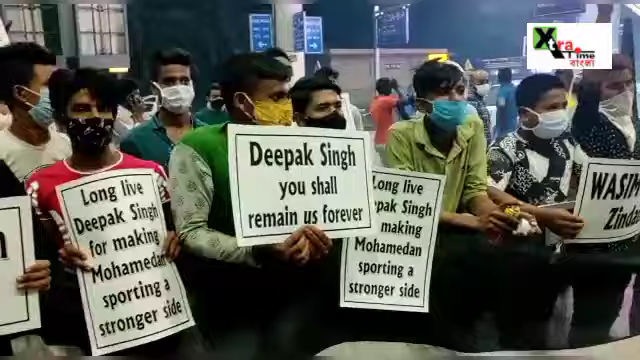 Xtra
Time
বাংলা
Deepak Singh
you shall
remain us forever
Long live
Deepak Singh
for making
Mohamedan
sporting a
stronger side
Long live
Deepak Singh
making
Mohamedan
sporting a
stronger side
WASIM
Zinda
n